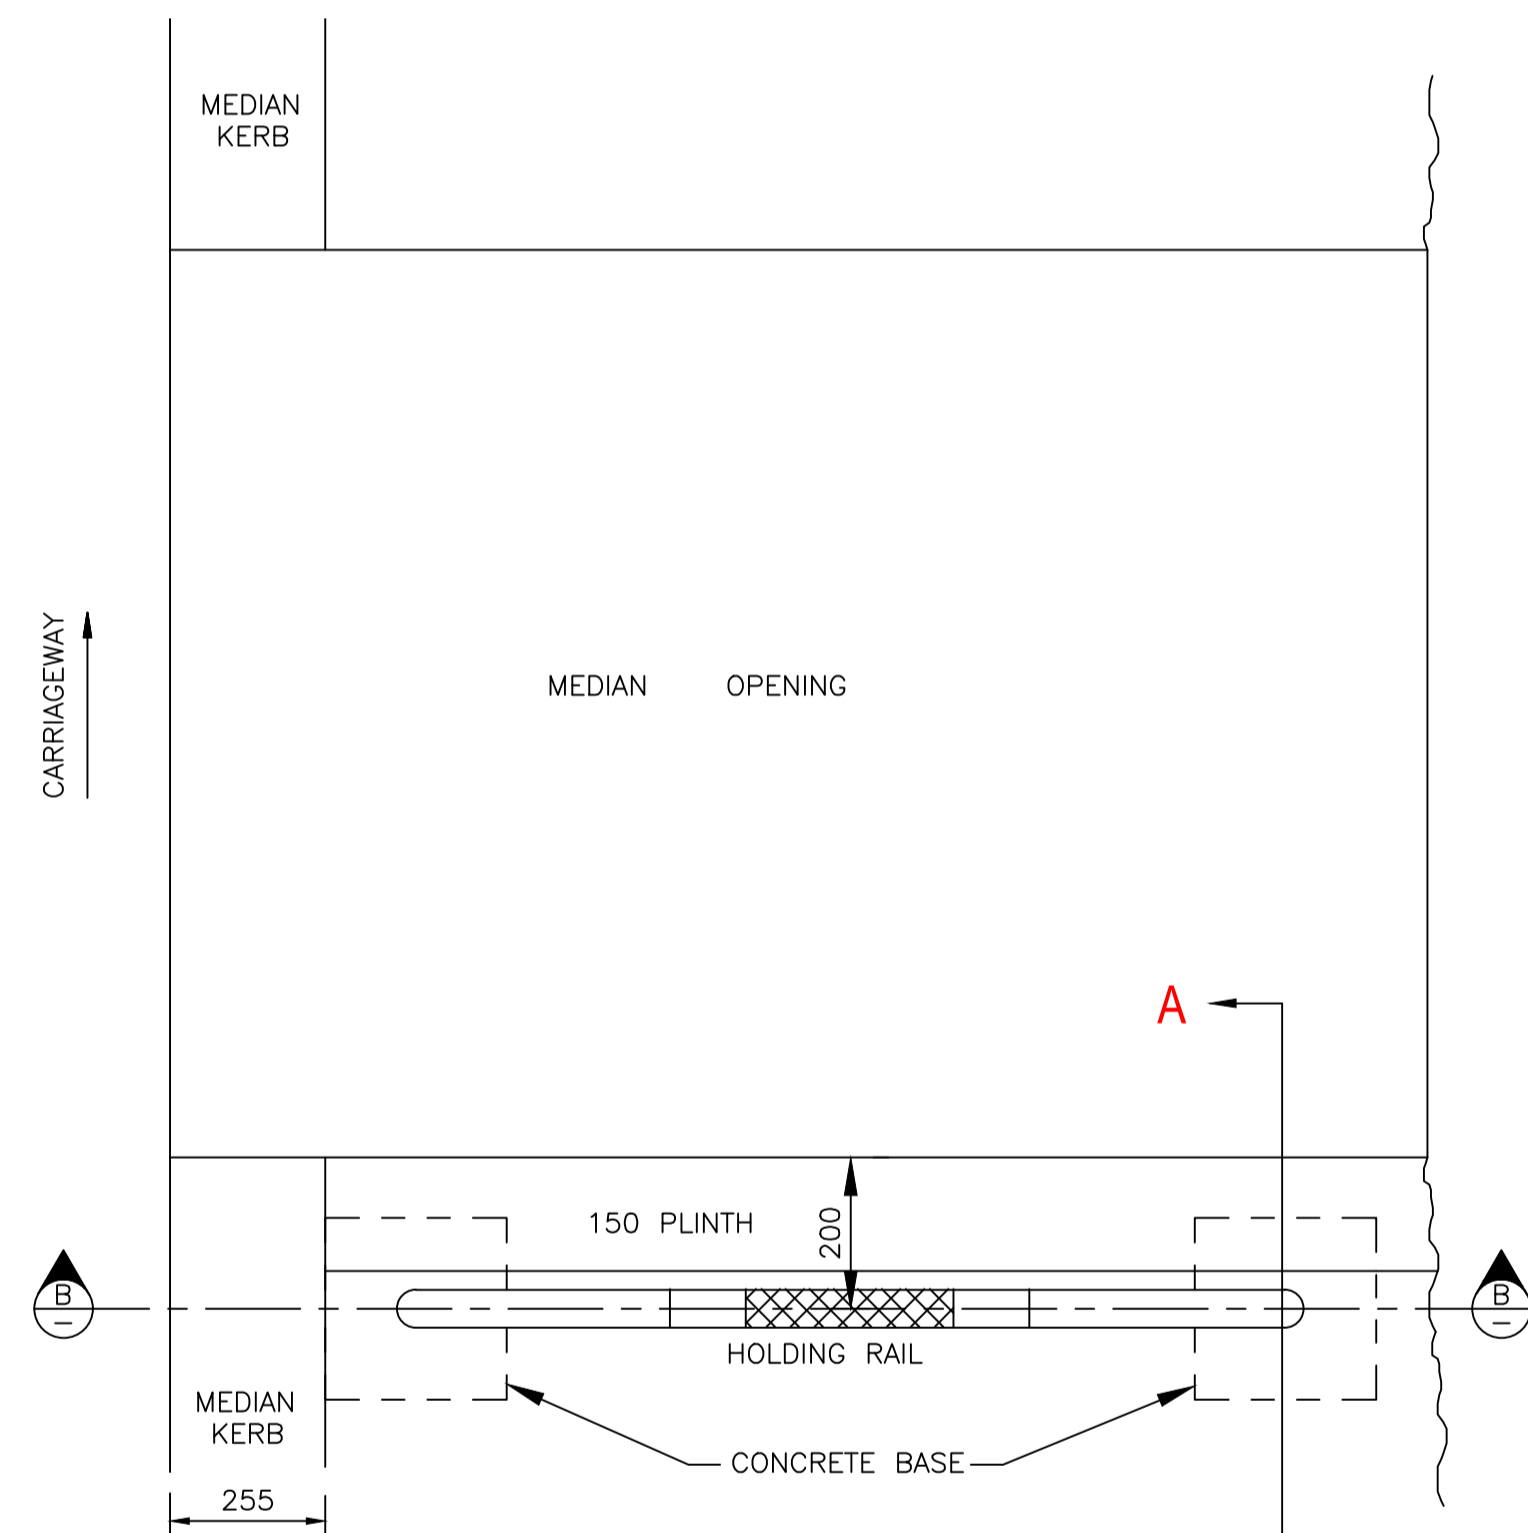 MEDIAN
KERB
CARRIAGEWAY
MEDIAN OPENING
A
150 PLINTH
200
B
–
B
–
HOLDING RAIL
MEDIAN
KERB
CONCRETE BASE
255